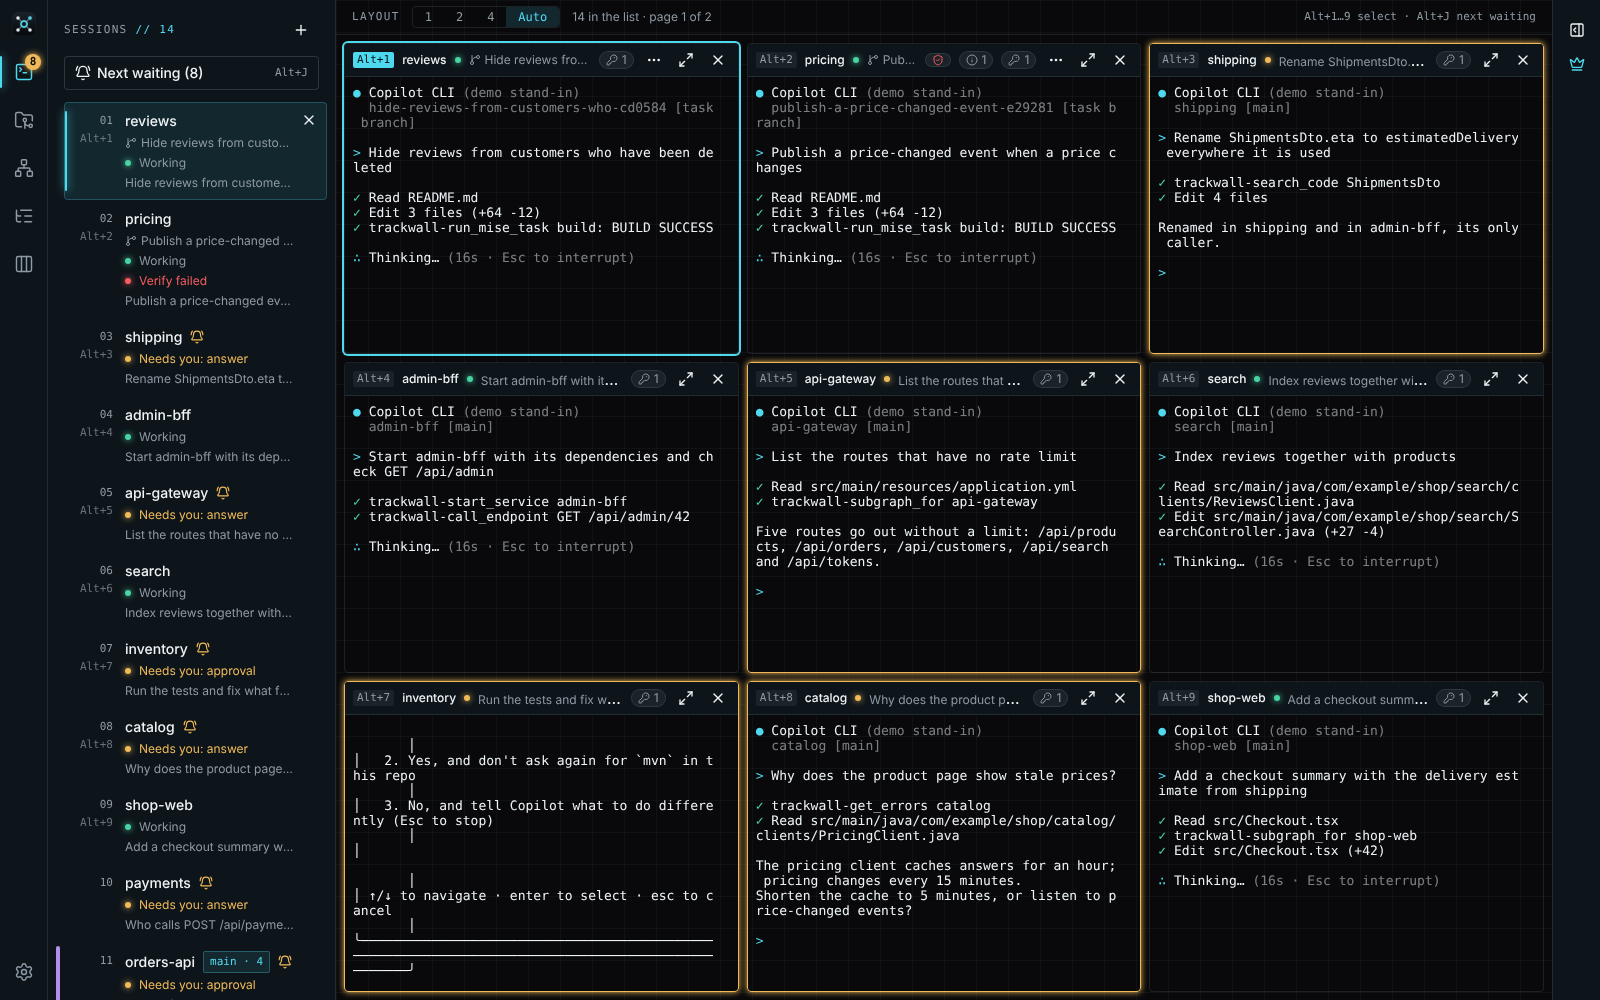 8
SESSIONS // 14
+
Next waiting (8) Alt+J
01 reviews
Alt+1 Hide reviews from custo...
Working
Hide reviews from custome...
02 pricing
Alt+2 Publish a price-changed ...
Working
Verify failed
Publish a price-changed ev...
03 shipping
Alt+3 Needs you: answer
Rename ShipmentsDto.eta t...
04 admin-bff
Alt+4 Working
Start admin-bff with its dep...
05 api-gateway
Alt+5 Needs you: answer
List the routes that have no ...
06 search
Alt+6 Working
Index reviews together with...
07 inventory
Alt+7 Needs you: approval
Run the tests and fix what f...
08 catalog
Alt+8 Needs you: answer
Why does the product page...
09 shop-web
Alt+9 Working
Add a checkout summary w...
10 payments
Needs you: answer
Who calls POST /api/payme...
11 orders-api main · 4
Needs you: approval
LAYOUT 1 2 4 Auto 14 in the list · page 1 of 2
Alt+1…9 select · Alt+J next waiting
Alt+1 reviews Hide reviews fro... 1
● Copilot CLI (demo stand-in)
hide-reviews-from-customers-who-cd0584 [task
branch]
> Hide reviews from customers who have been de
leted
✓ Read README.md
✓ Edit 3 files (+64 -12)
✓ trackwall-run_mise_task build: BUILD SUCCESS
∴ Thinking… (16s · Esc to interrupt)
Alt+2 pricing Pub... 1 1
● Copilot CLI (demo stand-in)
publish-a-price-changed-event-e29281 [task b
ranch]
> Publish a price-changed event when a price c
hanges
✓ Read README.md
✓ Edit 3 files (+64 -12)
✓ trackwall-run_mise_task build: BUILD SUCCESS
∴ Thinking… (16s · Esc to interrupt)
Alt+3 shipping Rename ShipmentsDto.... 1
● Copilot CLI (demo stand-in)
shipping [main]
> Rename ShipmentsDto.eta to estimatedDelivery
everywhere it is used
✓ trackwall-search_code ShipmentsDto
✓ Edit 4 files
Renamed in shipping and in admin-bff, its only
caller.
>
Alt+4 admin-bff Start admin-bff with it... 1
● Copilot CLI (demo stand-in)
admin-bff [main]
> Start admin-bff with its dependencies and ch
eck GET /api/admin
✓ trackwall-start_service admin-bff
✓ trackwall-call_endpoint GET /api/admin/42
∴ Thinking… (16s · Esc to interrupt)
Alt+5 api-gateway List the routes that ... 1
● Copilot CLI (demo stand-in)
api-gateway [main]
> List the routes that have no rate limit
✓ Read src/main/resources/application.yml
✓ trackwall-subgraph_for api-gateway
Five routes go out without a limit: /api/produ
cts, /api/orders, /api/customers, /api/search
and /api/tokens.
>
Alt+6 search Index reviews together wi... 1
● Copilot CLI (demo stand-in)
search [main]
> Index reviews together with products
✓ Read src/main/java/com/example/shop/search/c
lients/ReviewsClient.java
✓ Edit src/main/java/com/example/shop/search/S
earchController.java (+27 -4)
∴ Thinking… (16s · Esc to interrupt)
Alt+7 inventory Run the tests and fix w... 1
│ 2. Yes, and don't ask again for `mvn` in t
his repo
│ 3. No, and tell Copilot what to do differe
ntly (Esc to stop)
│ ↑/↓ to navigate · enter to select · esc to c
ancel
Alt+8 catalog Why does the product p... 1
● Copilot CLI (demo stand-in)
catalog [main]
> Why does the product page show stale prices?
✓ trackwall-get_errors catalog
✓ Read src/main/java/com/example/shop/catalog/
clients/PricingClient.java
The pricing client caches answers for an hour;
pricing changes every 15 minutes.
Shorten the cache to 5 minutes, or listen to p
rice-changed events?
>
Alt+9 shop-web Add a checkout summ... 1
● Copilot CLI (demo stand-in)
shop-web [main]
> Add a checkout summary with the delivery est
imate from shipping
✓ Read src/Checkout.tsx
✓ trackwall-subgraph_for shop-web
✓ Edit src/Checkout.tsx (+42)
∴ Thinking… (16s · Esc to interrupt)